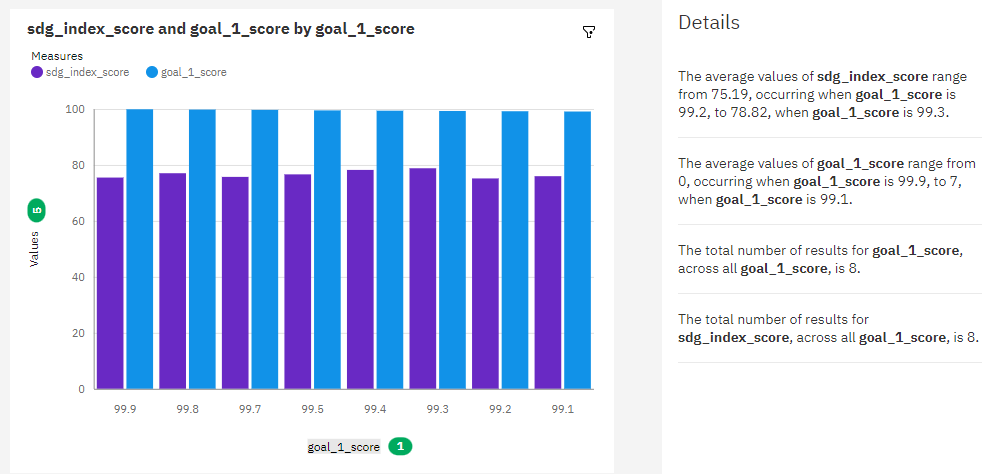 sdg_index_score and goal_1_score by goal_1_score
Measures
sdg_index_score goal_1_score
100
80
60
40
20
0
Values 5
99.9 99.8 99.7 99.5 99.4 99.3 99.2 99.1
goal_1_score 1
Details
The average values of sdg_index_score range
from 75.19, occurring when goal_1_score is
99.2, to 78.82, when goal_1_score is 99.3.
The average values of goal_1_score range from
0, occurring when goal_1_score is 99.9, to 7,
when goal_1_score is 99.1.
The total number of results for goal_1_score,
across all goal_1_score, is 8.
The total number of results for
sdg_index_score, across all goal_1_score, is 8.